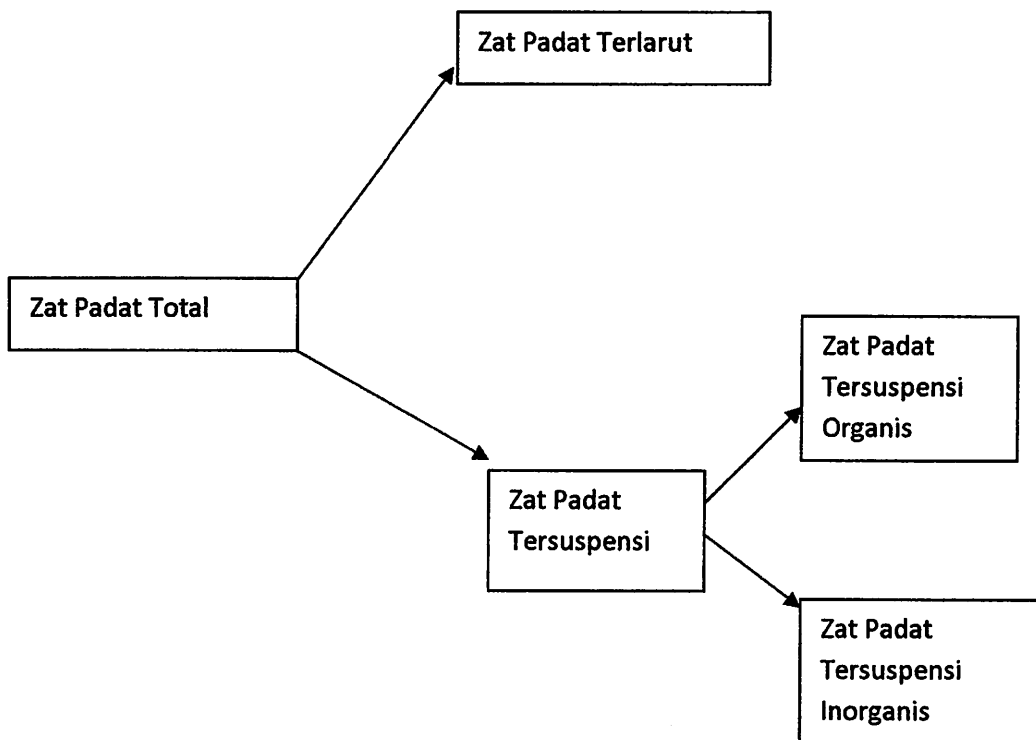 Zat Padat Terlarut
Zat Padat Total
Zat Padat
Tersuspensi
Organis
Zat Padat
Tersuspensi
Zat Padat
Tersuspensi
Inorganis